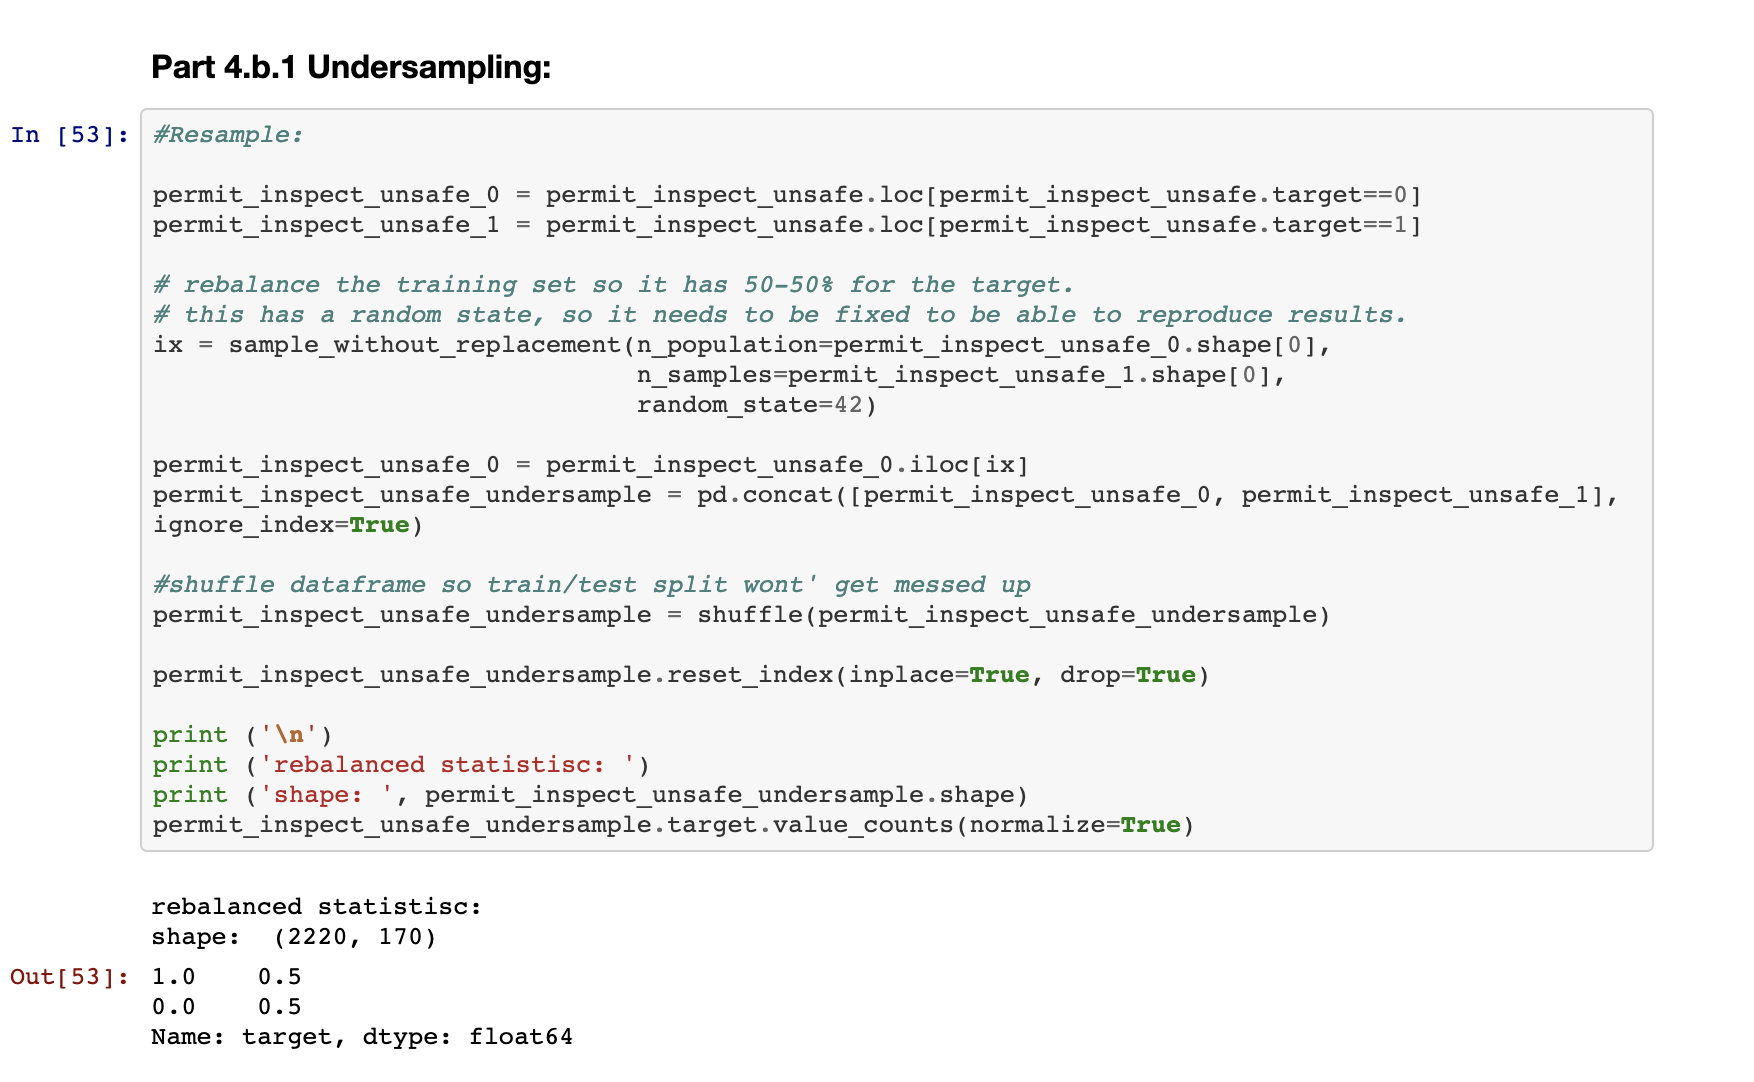 Part 4.b.1 Undersampling:
In [53]: #Resample:
permit_inspect_unsafe_0 = permit_inspect_unsafe.loc[permit_inspect_unsafe.target==0]
permit_inspect_unsafe_1 = permit_inspect_unsafe.loc[permit_inspect_unsafe.target==1]
# rebalance the training set so it has 50-50% for the target.
# this has a random state, so it needs to be fixed to be able to reproduce results.
ix = sample_without_replacement(n_population=permit_inspect_unsafe_0.shape[0],
n_samples=permit_inspect_unsafe_1.shape[0],
random_state=42)
permit_inspect_unsafe_0 = permit_inspect_unsafe_0.iloc[ix]
permit_inspect_unsafe_undersample = pd.concat([permit_inspect_unsafe_0, permit_inspect_unsafe_1],
ignore_index=True)
#shuffle dataframe so train/test split wont' get messed up
permit_inspect_unsafe_undersample = shuffle(permit_inspect_unsafe_undersample)
permit_inspect_unsafe_undersample.reset_index(inplace=True, drop=True)
print ('\n')
print ('rebalanced statistisc: ')
print ('shape: ', permit_inspect_unsafe_undersample.shape)
permit_inspect_unsafe_undersample.target.value_counts(normalize=True)
rebalanced statistisc:
shape:  (2220, 170)
Out[53]: 1.0    0.5
0.0    0.5
Name: target, dtype: float64